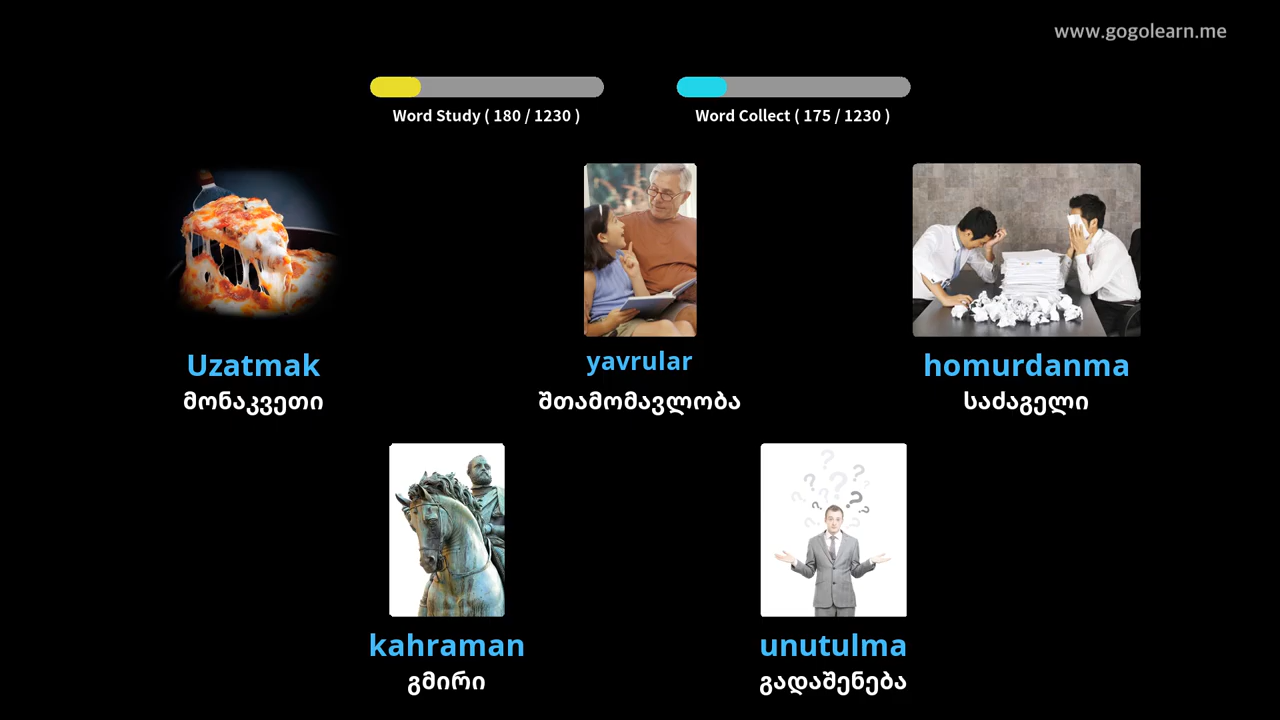 www.gogolearn.me
Word Study ( 180 / 1230 )
Word Collect ( 175 / 1230 )
Uzatmak
yavrular
homurdanma
მონაკვეთი
შთამომავლობა
საძაგელი
kahraman
unutulma
გმირი
გადაშენება